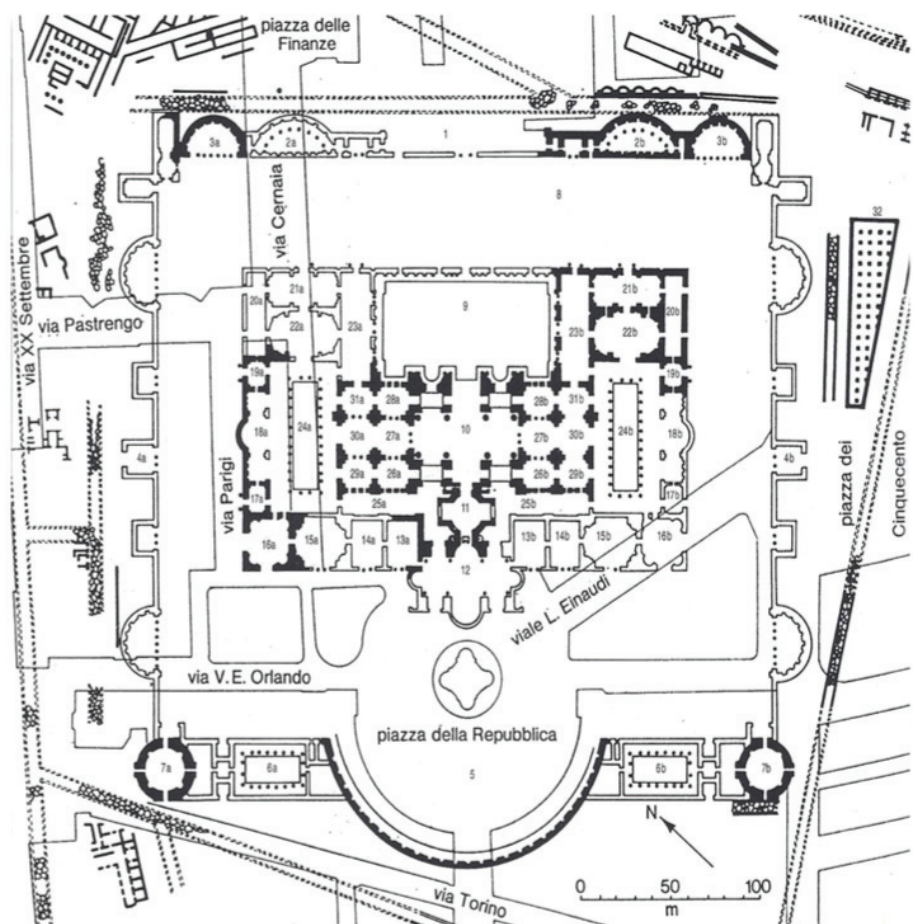 piazza delle
Finanze
3a
2a
1
2b
3b
via Cernaia
8
32
via XX Settembre
via Pastrengo
20a
21a
22a
23a
9
23b
21b
22b
20b
19a
31a
28a
28b
31b
19b
18a
24a
30a
27a
10
27b
30b
24b
18b
4a
4b
29a
26a
26b
29b
via Parigi
17a
25a
11
25b
17b
piazza dei
Cinquecento
16a
15a
14a
13a
12
13b
14b
15b
16b
viale L. Einaudi
via V. E. Orlando
piazza della Repubblica
7a
6a
5
6b
7b
N
via Torino
0 50 100
m